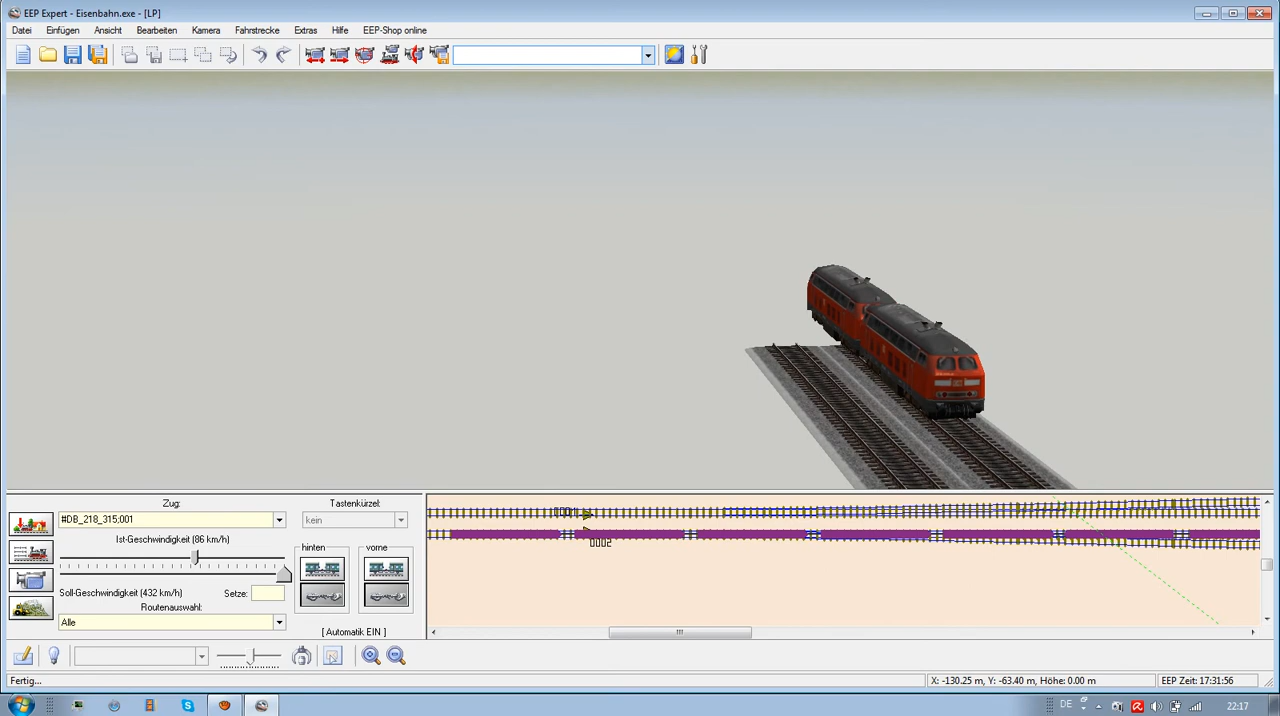 EEP Expert - Eisenbahn.exe - [LP]
Datei Einfügen Ansicht Bearbeiten Kamera Fahrstrecke Extras Hilfe EEP-Shop online
Zug:
#DB_218_315;001
Ist-Geschwindigkeit (86 km/h)
Soll-Geschwindigkeit (432 km/h) Setze:
Routenauswahl:
Alle
Tastenkürzel:
kein
hinten vorne
[ Automatik EIN ]
0001
0002
Fertig...
X: -130.25 m, Y: -63.40 m, Höhe: 0.00 m
EEP Zeit: 17:31:56
DE
22:17